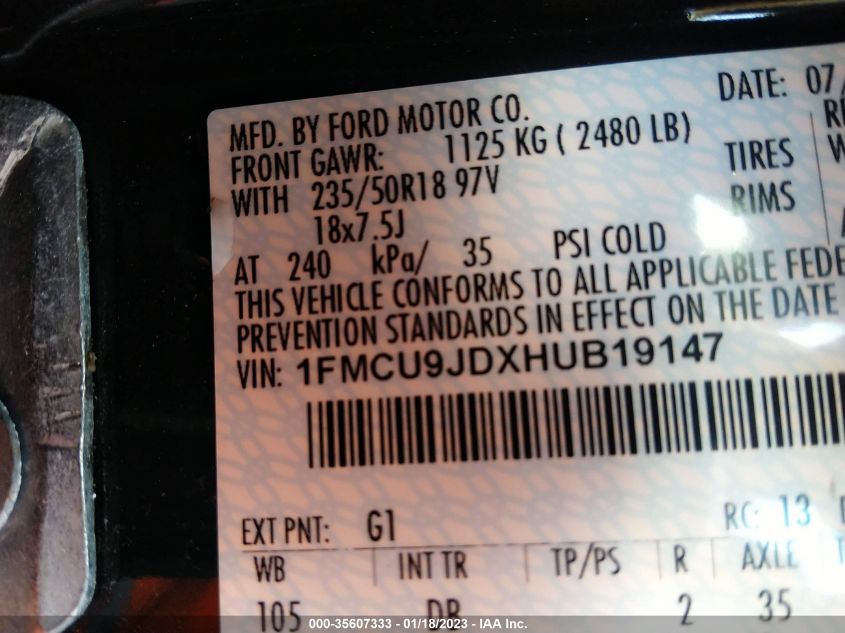 MFD. BY FORD MOTOR CO.
DATE: 07/
FRONT GAWR: 1125 KG ( 2480 LB)
WITH 235/50R18 97V TIRES
18x7.5J RIMS
AT 240 kPa/ 35 PSI COLD
THIS VEHICLE CONFORMS TO ALL APPLICABLE FEDE
PREVENTION STANDARDS IN EFFECT ON THE DATE
VIN: 1FMCU9JDXHUB19147
EXT PNT: G1 RC: 13
WB INT TR TP/PS R AXLE
105 DB 2 35
000-35607333 - 01/18/2023 - IAA Inc.